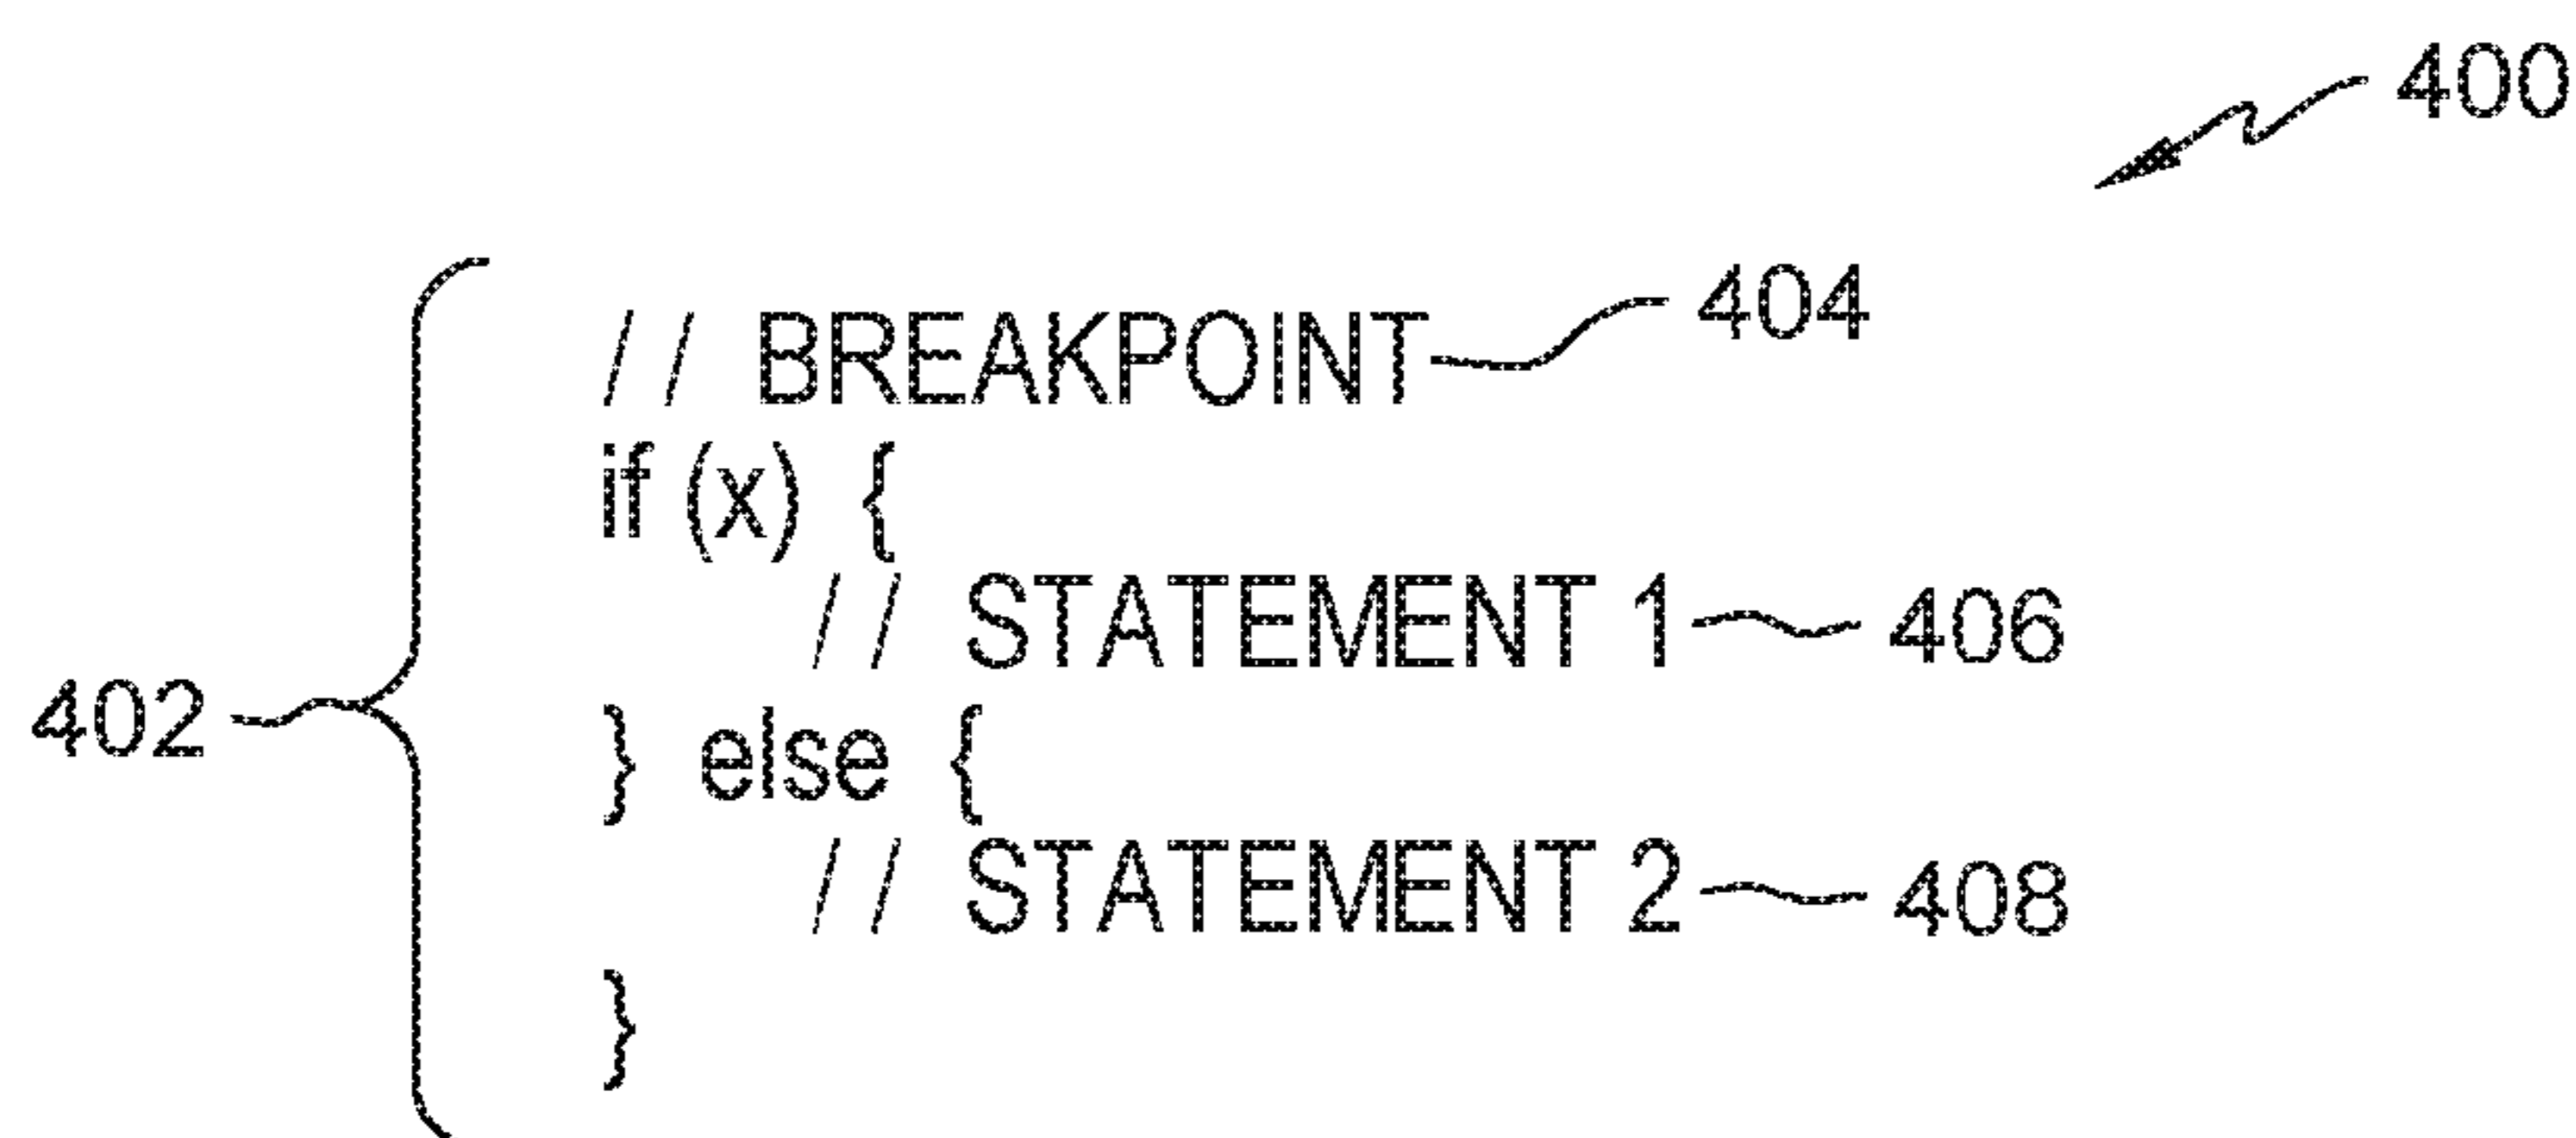 400
// BREAKPOINT 404
if (x) {
// STATEMENT 1 406
402 } else {
// STATEMENT 2 408
}